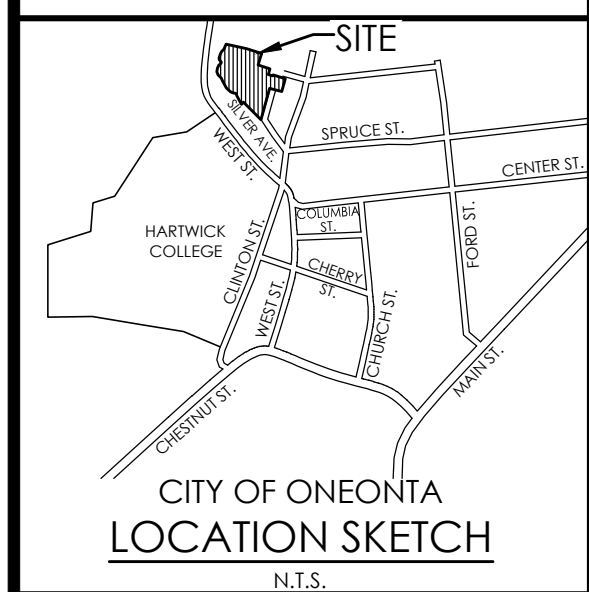 SITE
SILVER AVE.
WEST ST.
SPRUCE ST.
CENTER ST.
HARTWICK
COLLEGE
COLUMBIA
ST.
CLINTON ST.
WEST ST.
CHERRY
ST.
CHURCH ST.
FORD ST.
MAIN ST.
CHESTNUT ST.
CITY OF ONEONTA
LOCATION SKETCH
N.T.S.